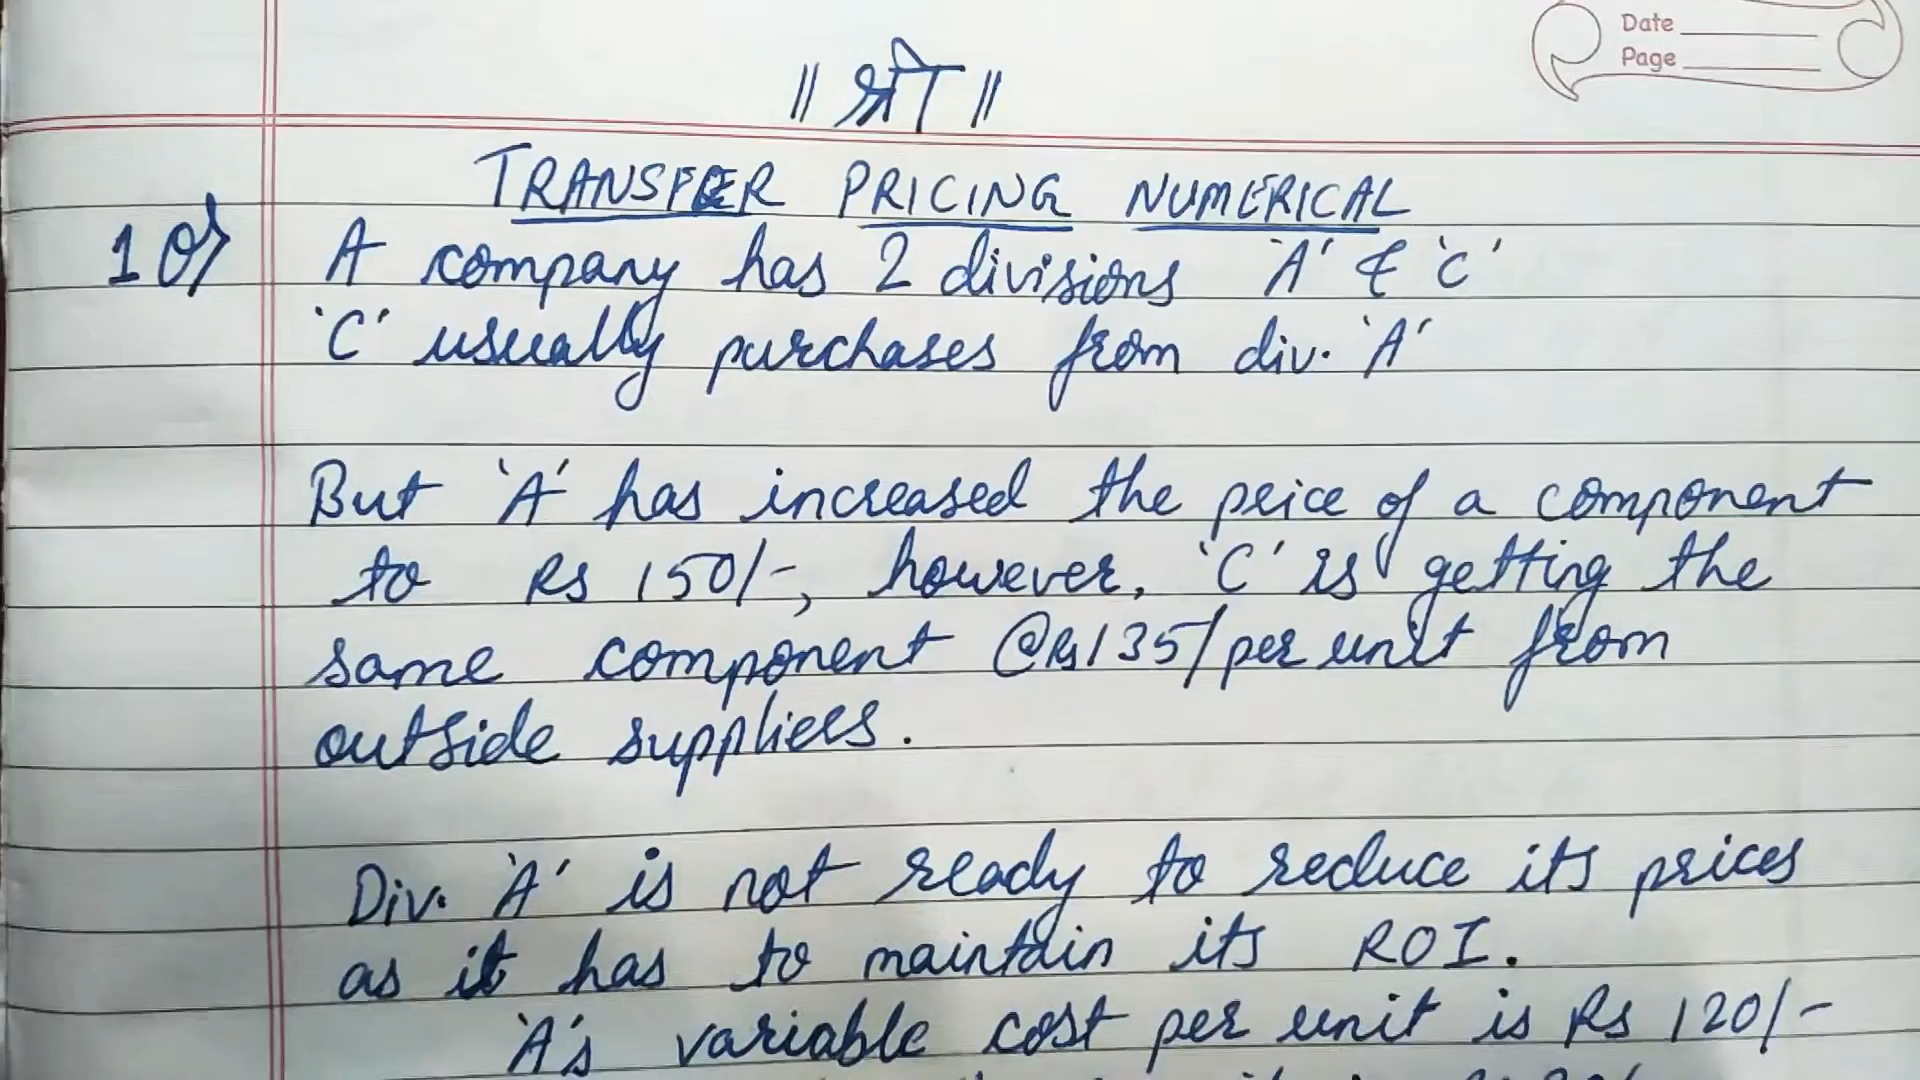 Date
Page
॥ श्री ॥
TRANSFER PRICING NUMERICAL
1 Q) A company has 2 divisions 'A' & 'C'
'C' usually purchases from div. 'A'
But 'A' has increased the price of a component
to Rs 150/-, however, 'C' is getting the
same component @Rs135/ per unit from
outside suppliers.
Div. 'A' is not ready to reduce its prices
as it has to maintain its ROI.
'A's variable cost per unit is Rs 120/-